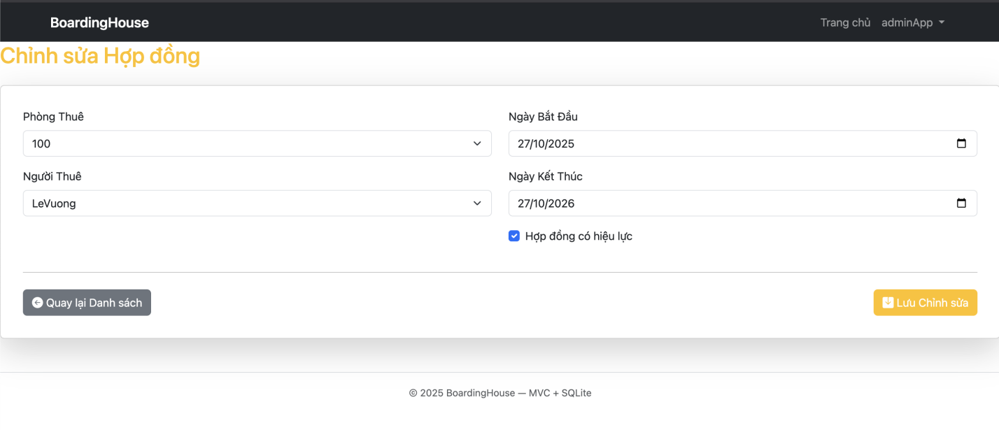 BoardingHouse
Trang chủ adminApp
Chỉnh sửa Hợp đồng
Phòng Thuê
100
Ngày Bắt Đầu
27/10/2025
Người Thuê
LeVuong
Ngày Kết Thúc
27/10/2026
Hợp đồng có hiệu lực
Quay lại Danh sách
Lưu Chỉnh sửa
© 2025 BoardingHouse — MVC + SQLite